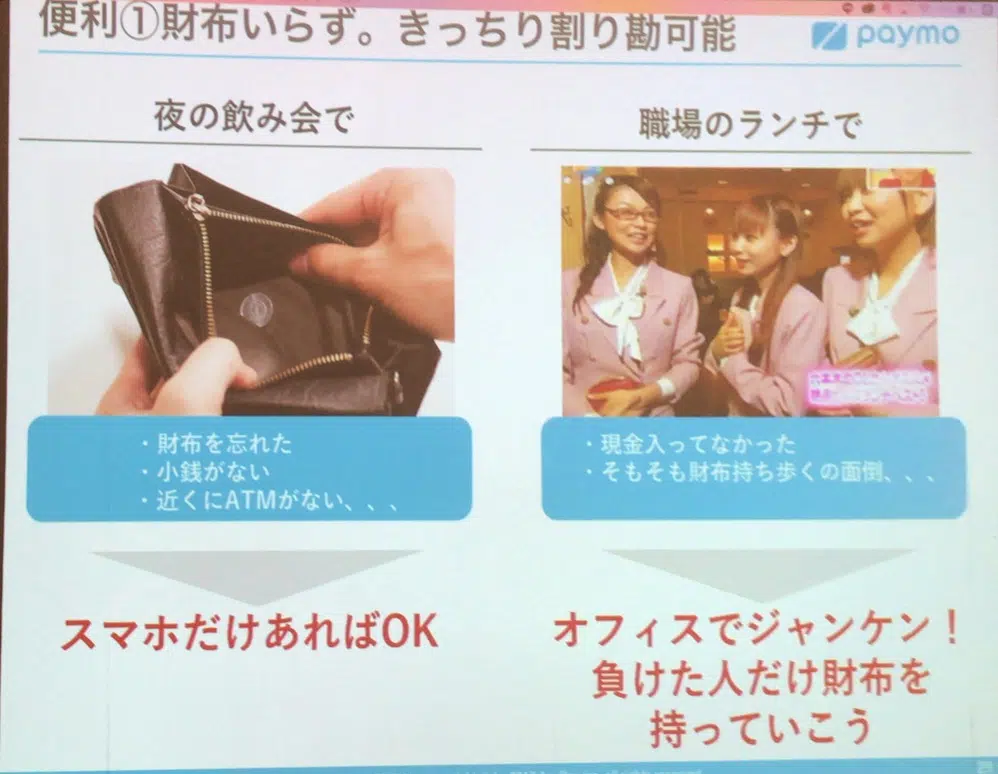 便利①財布いらず。きっちり割り勘可能
paymo
夜の飲み会で
・財布を忘れた
・小銭がない
・近くにATMがない、、、
スマホだけあればOK
職場のランチで
・現金入ってなかった
・そもそも財布持ち歩くの面倒、、、
オフィスでジャンケン！
負けた人だけ財布を
持っていこう